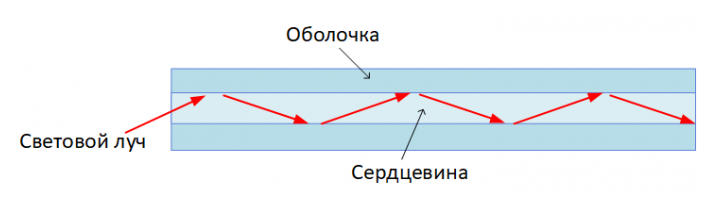 Оболочка
Световой луч
Сердцевина